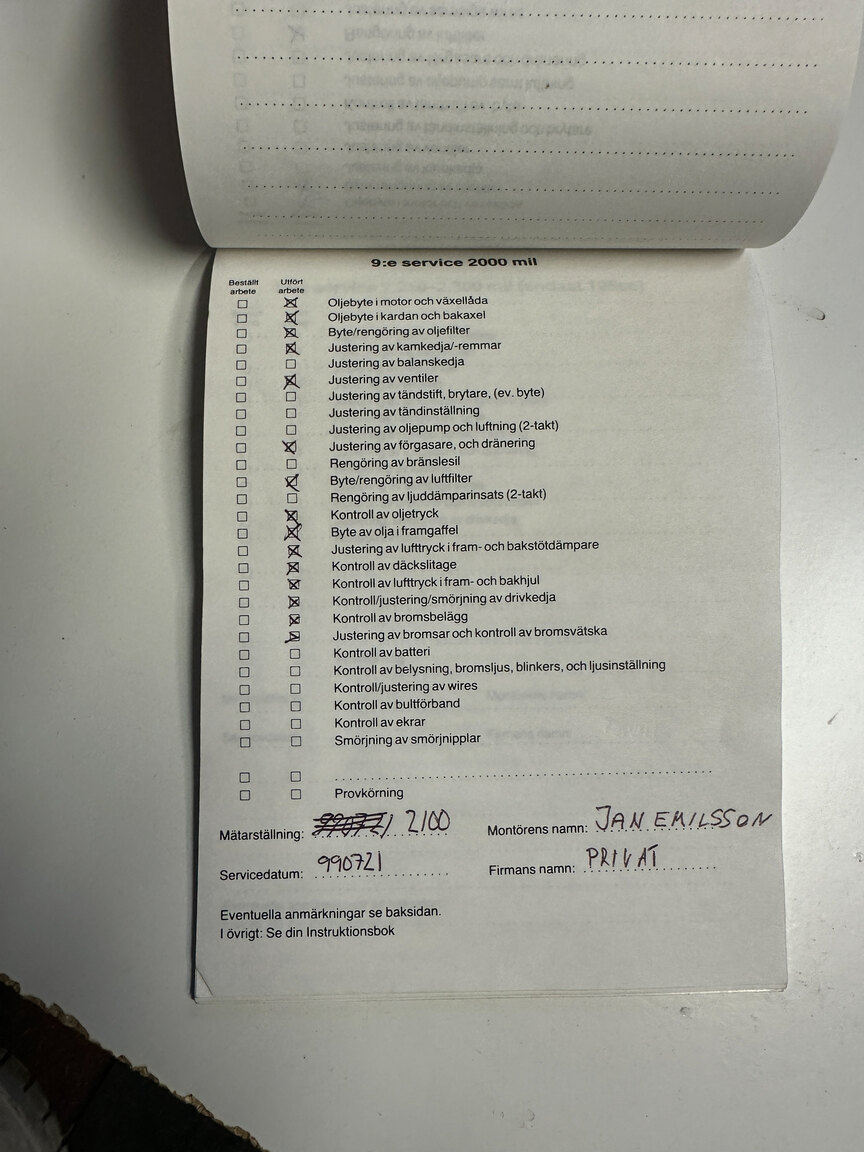 9:e service 2000 mil
Beställt arbete Utfört arbete
☐ ☒ Oljebyte i motor och växellåda
☐ ☒ Oljebyte i kardan och bakaxel
☐ ☒ Byte/rengöring av oljefilter
☐ ☒ Justering av kamkedja/-remmar
☐ ☐ Justering av balanskedja
☐ ☒ Justering av ventiler
☐ ☐ Justering av tändstift, brytare, (ev. byte)
☐ ☐ Justering av tändinställning
☐ ☐ Justering av oljepump och luftning (2-takt)
☐ ☒ Justering av förgasare, och dränering
☐ ☐ Rengöring av bränslesil
☐ ☒ Byte/rengöring av luftfilter
☐ ☐ Rengöring av ljuddämparinsats (2-takt)
☐ ☒ Kontroll av oljetryck
☐ ☒ Byte av olja i framgaffel
☐ ☒ Justering av lufttryck i fram- och bakstötdämpare
☐ ☒ Kontroll av däckslitage
☐ ☒ Kontroll av lufttryck i fram- och bakhjul
☐ ☒ Kontroll/justering/smörjning av drivkedja
☐ ☒ Kontroll av bromsbelägg
☐ ☒ Justering av bromsar och kontroll av bromsvätska
☐ ☐ Kontroll av batteri
☐ ☐ Kontroll av belysning, bromsljus, blinkers, och ljusinställning
☐ ☐ Kontroll/justering av wires
☐ ☐ Kontroll av bultförband
☐ ☐ Kontroll av ekrar
☐ ☐ Smörjning av smörjnipplar
☐ ☐
☐ ☐ Provkörning
Mätarställning: 2100 Montörens namn: JAN EMILSSON
Servicedatum: 990721 Firmans namn: PRIVAT
Eventuella anmärkningar se baksidan.
I övrigt: Se din Instruktionsbok